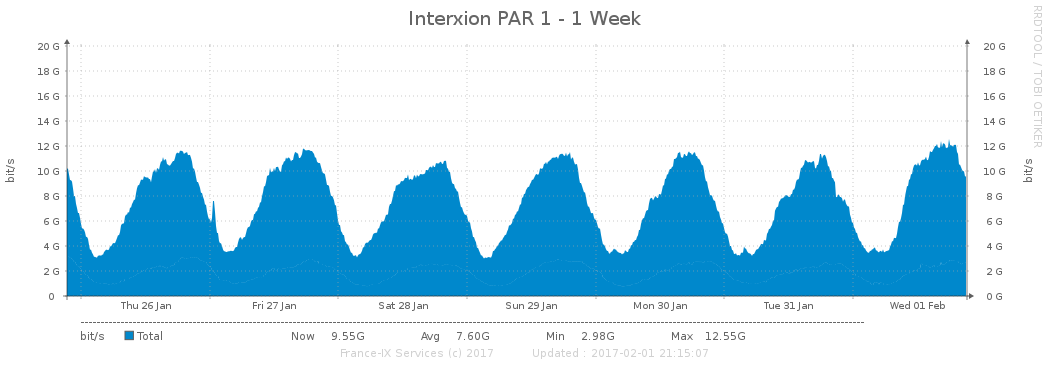 Interxion PAR 1 - 1 Week
RRDTOOL / TOBI OETIKER
bit/s
20 G
18 G
16 G
14 G
12 G
10 G
8 G
6 G
4 G
2 G
0
20 G
18 G
16 G
14 G
12 G
10 G
8 G
6 G
4 G
2 G
0 G
bit/s
Thu 26 Jan Fri 27 Jan Sat 28 Jan Sun 29 Jan Mon 30 Jan Tue 31 Jan Wed 01 Feb
bit/s Total Now 9.55G Avg 7.60G Min 2.98G Max 12.55G
France-IX Services (c) 2017 Updated : 2017-02-01 21:15:07